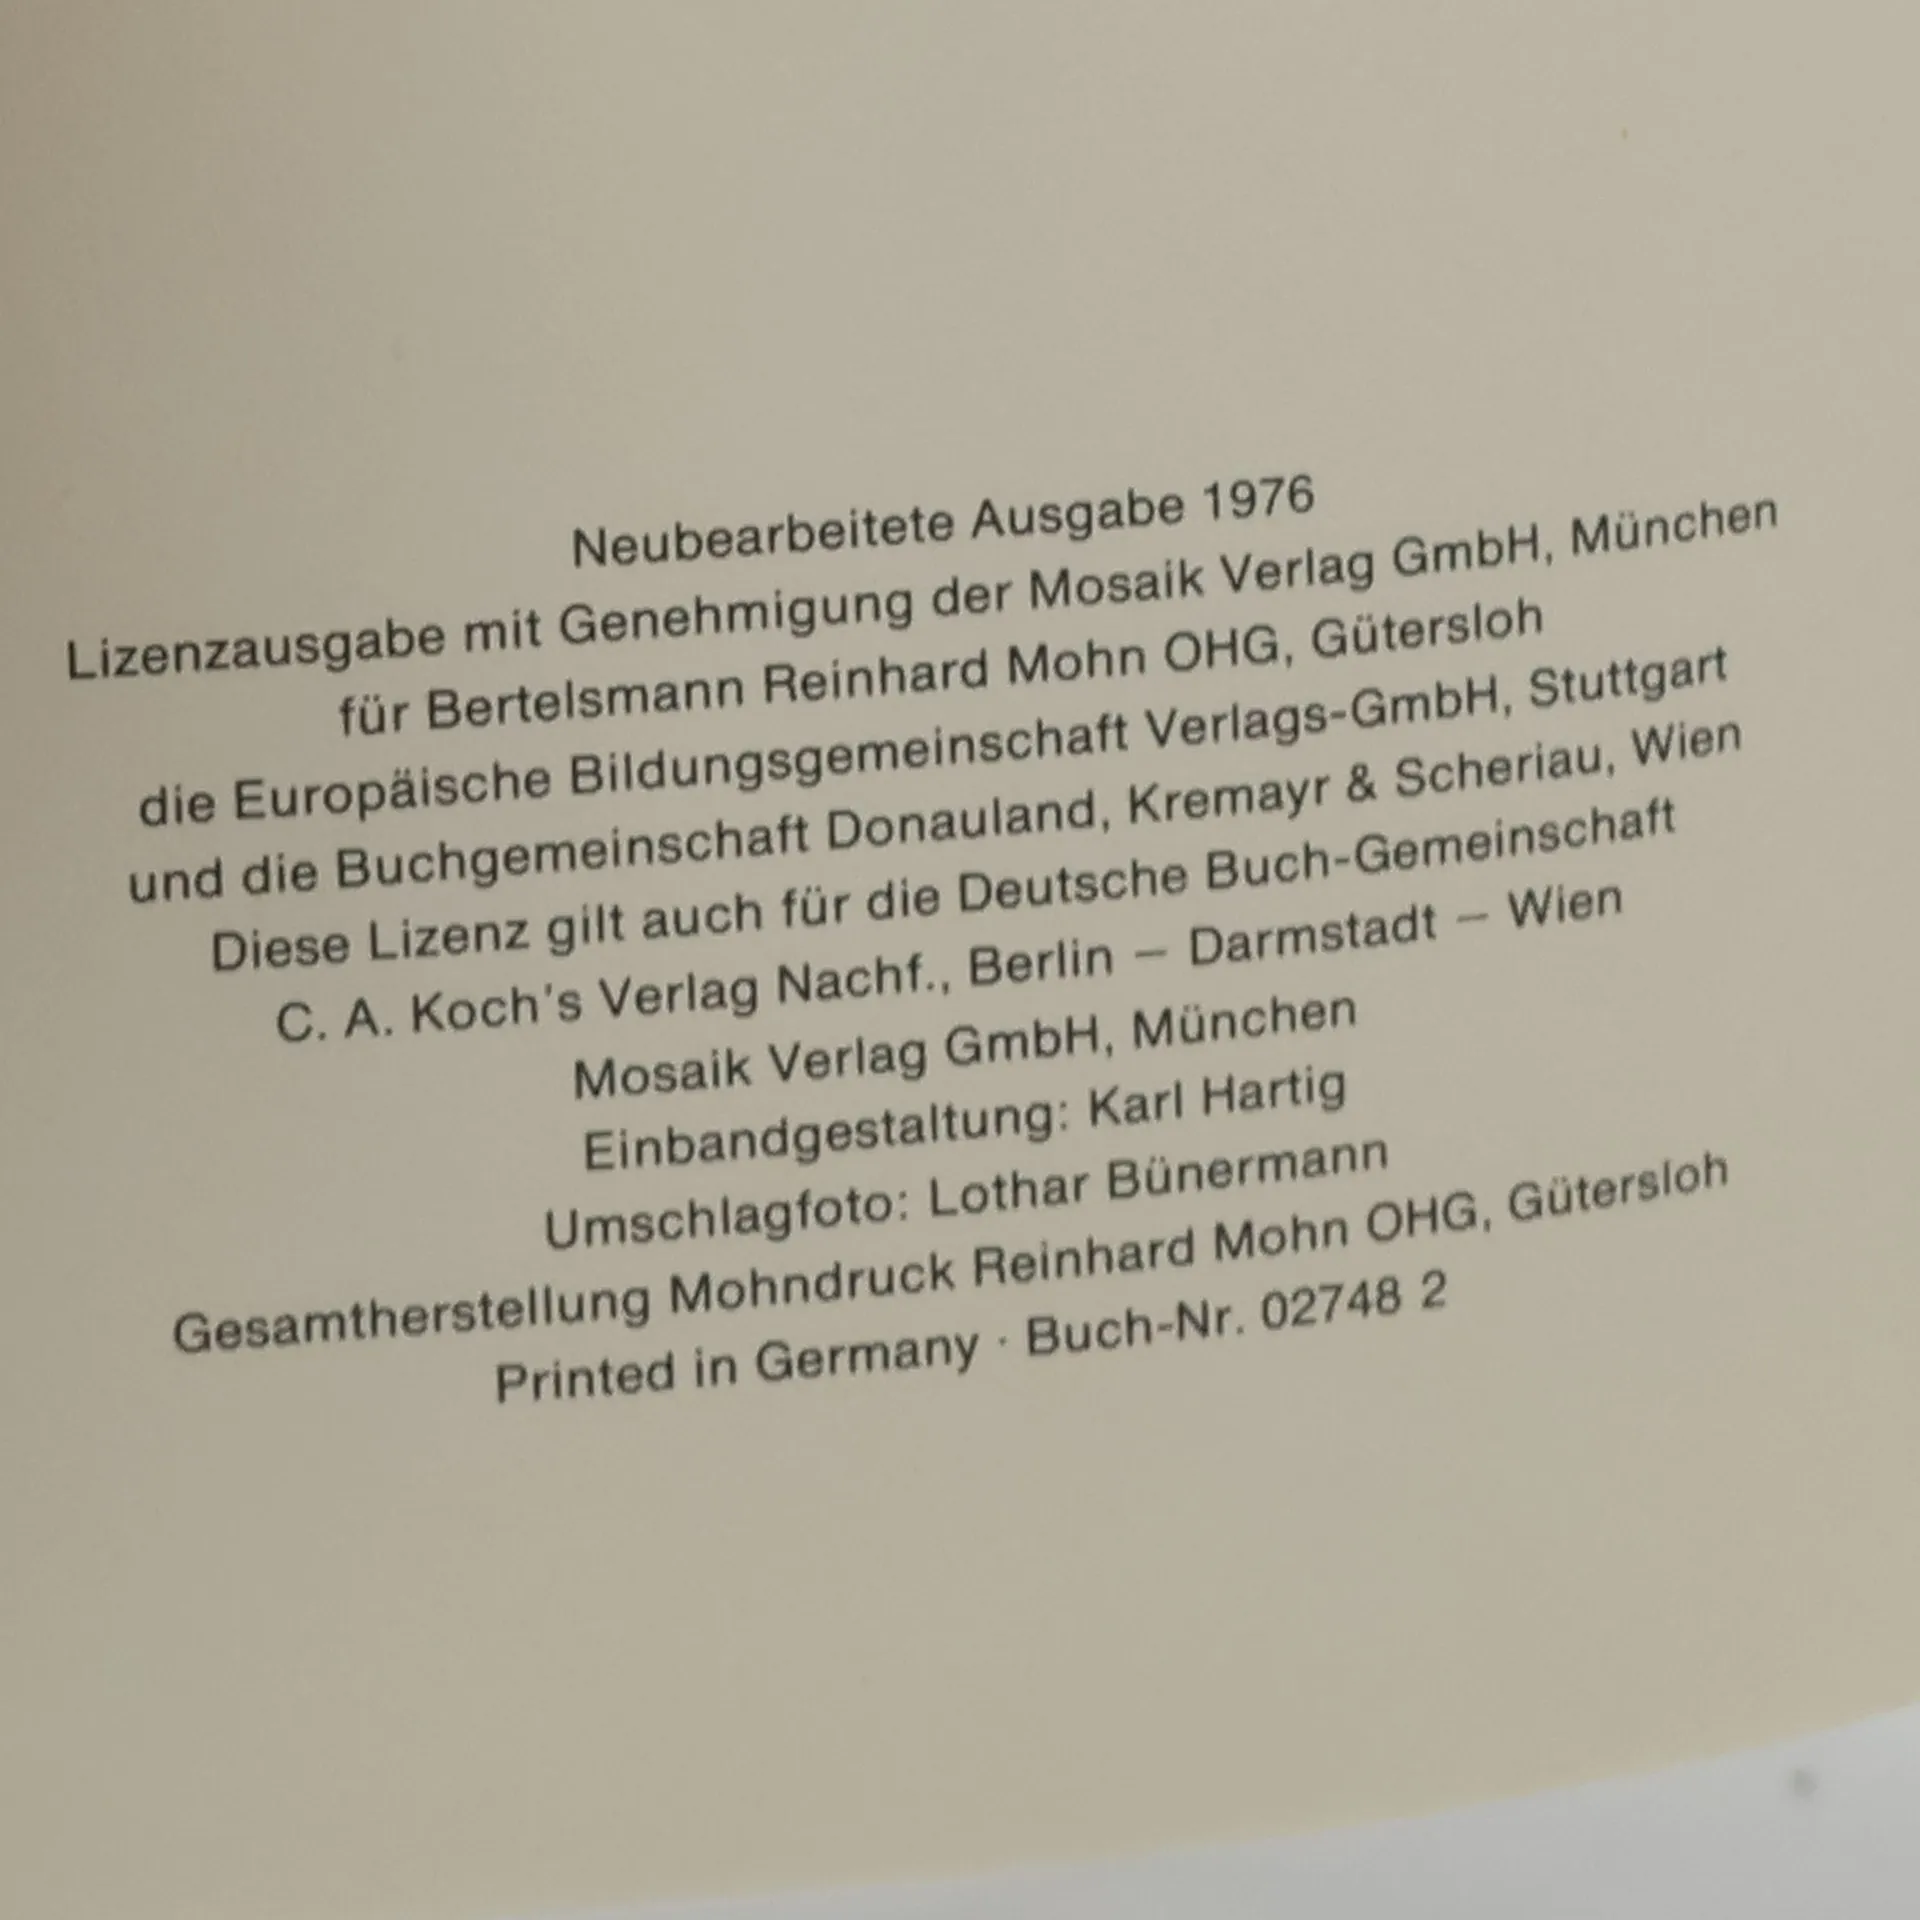 Neubearbeitete Ausgabe 1976
Lizenzausgabe mit Genehmigung der Mosaik Verlag GmbH, München
für Bertelsmann Reinhard Mohn OHG, Gütersloh
die Europäische Bildungsgemeinschaft Verlags-GmbH, Stuttgart
und die Buchgemeinschaft Donauland, Kremayr & Scheriau, Wien
Diese Lizenz gilt auch für die Deutsche Buch-Gemeinschaft
C. A. Koch's Verlag Nachf., Berlin – Darmstadt – Wien
Mosaik Verlag GmbH, München
Einbandgestaltung: Karl Hartig
Umschlagfoto: Lothar Bünermann
Gesamtherstellung Mohndruck Reinhard Mohn OHG, Gütersloh
Printed in Germany · Buch-Nr. 02748 2